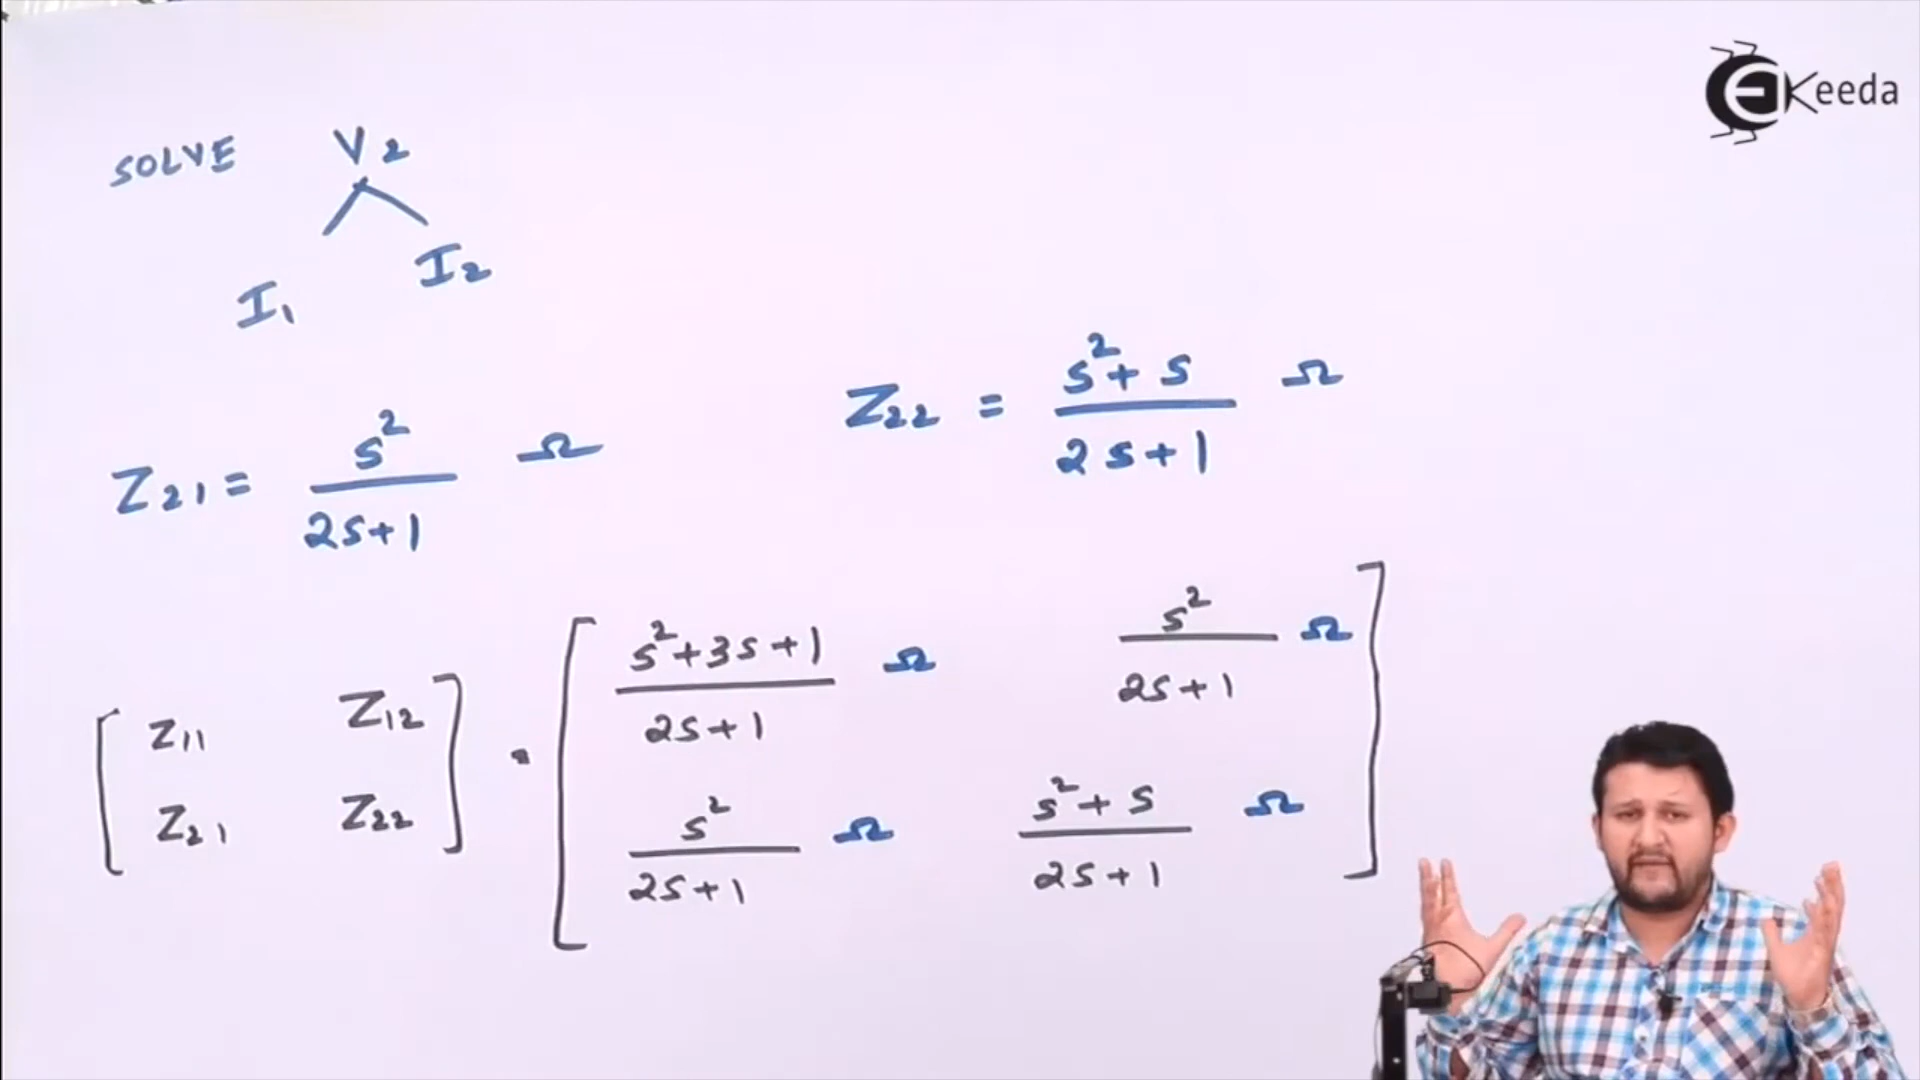 EKeeda
SOLVE V2
I1 I2
Z21 = s²/2s+1 Ω
Z22 = s²+s/2s+1 Ω
[Z11 Z12 Z21 Z22] = [s²+3s+1/2s+1 Ω s²/2s+1 Ω s²/2s+1 Ω s²+s/2s+1 Ω]